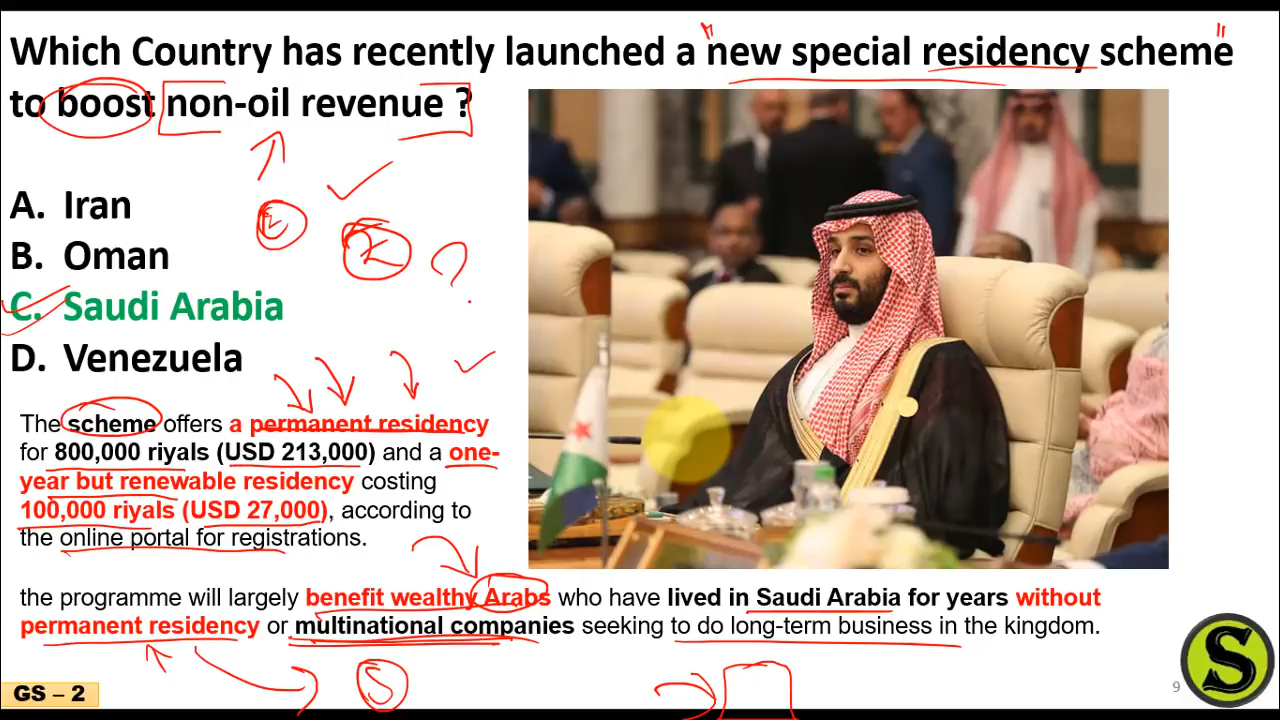 Which Country has recently launched a "new special residency scheme"
to boost non-oil revenue ?
A. Iran
B. Oman
C. Saudi Arabia
D. Venezuela
The scheme offers a permanent residency
for 800,000 riyals (USD 213,000) and a one-
year but renewable residency costing
100,000 riyals (USD 27,000), according to
the online portal for registrations.
the programme will largely benefit wealthy Arabs who have lived in Saudi Arabia for years without
permanent residency or multinational companies seeking to do long-term business in the kingdom.
S
GS – 2
9
S